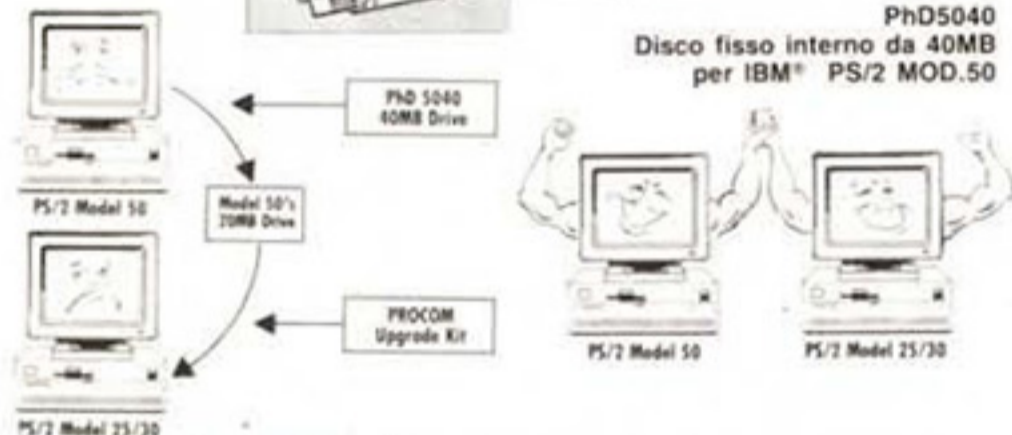 PhD5040
Disco fisso interno da 40MB
per IBM® PS/2 MOD.50
PhD 5040
40MB Drive
PS/2 Model 50
Model 50's
20MB Drive
PROCOM
Upgrade Kit
PS/2 Model 25/30
PS/2 Model 50
PS/2 Model 25/30